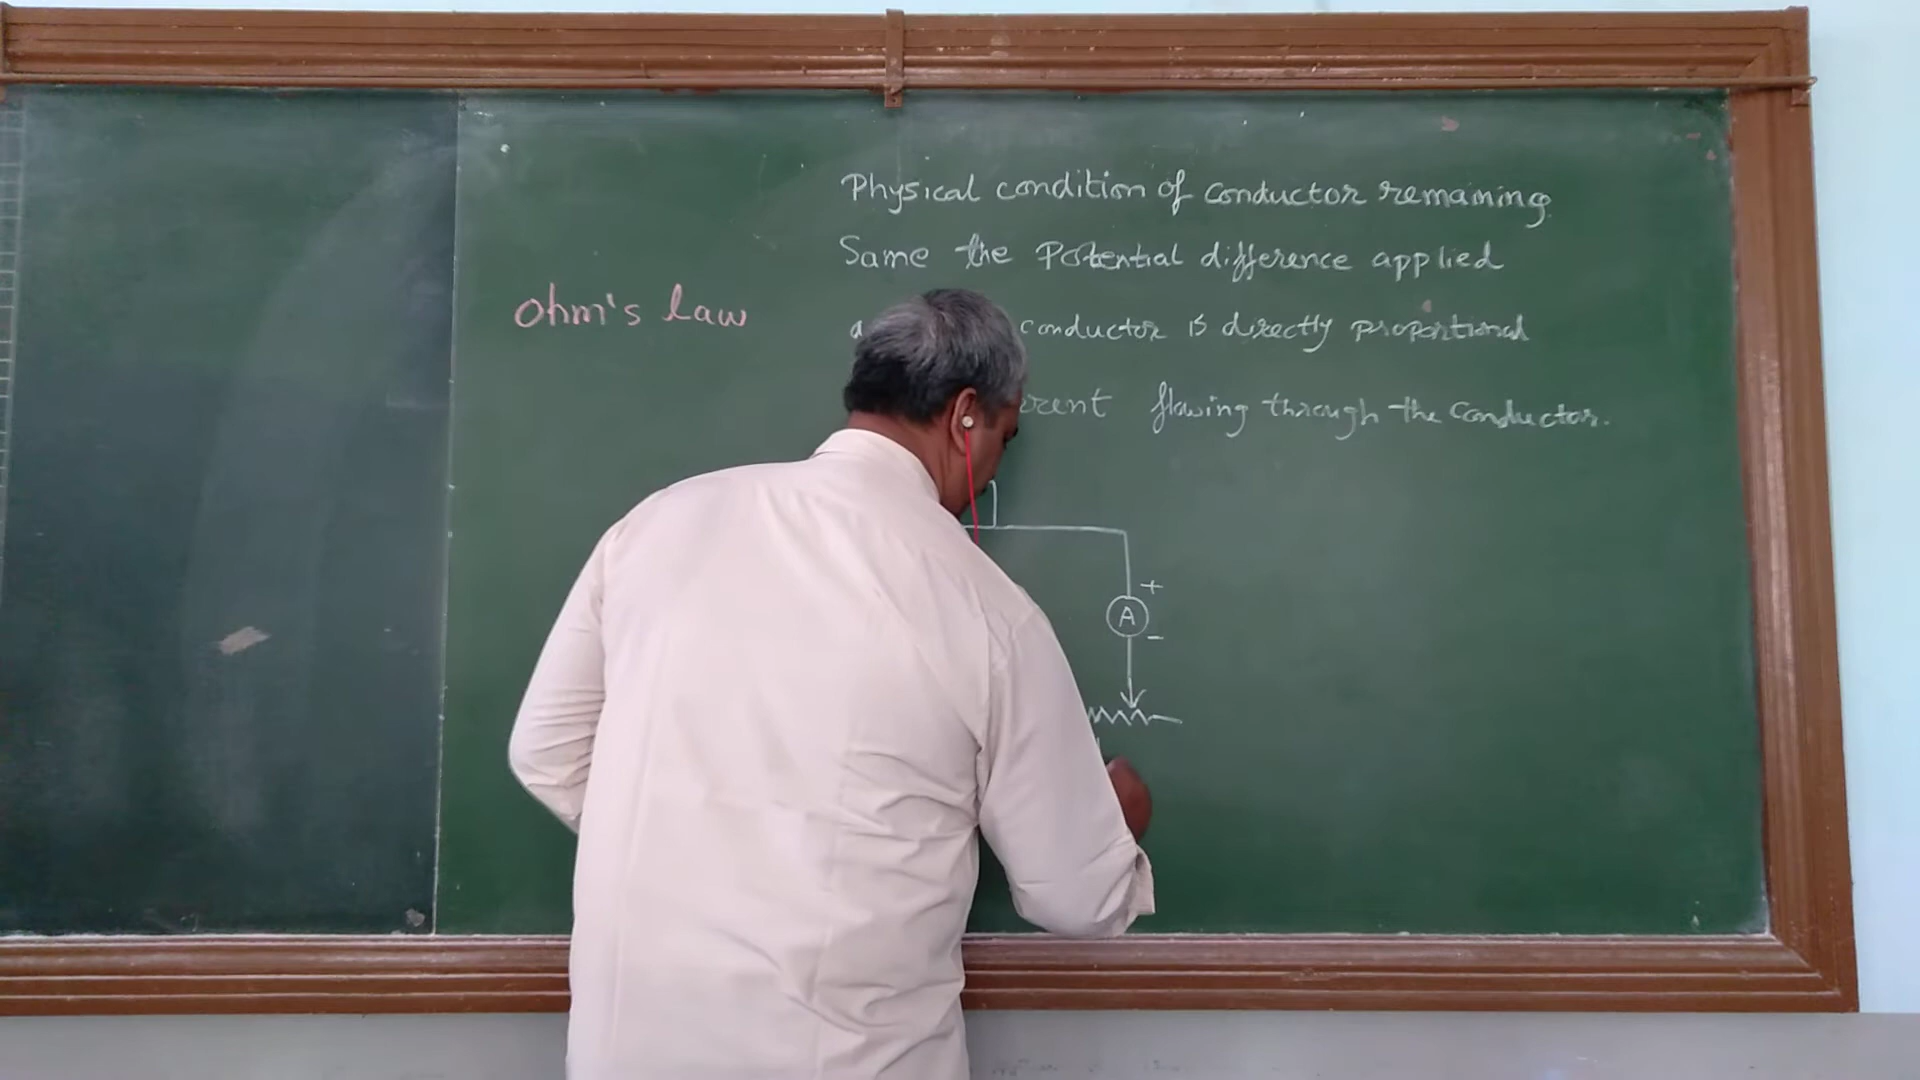 Physical condition of conductor remaining
Same the Potential difference applied
ohm's law
conductor is directly proportional
flowing through the conductor.
+
A
-